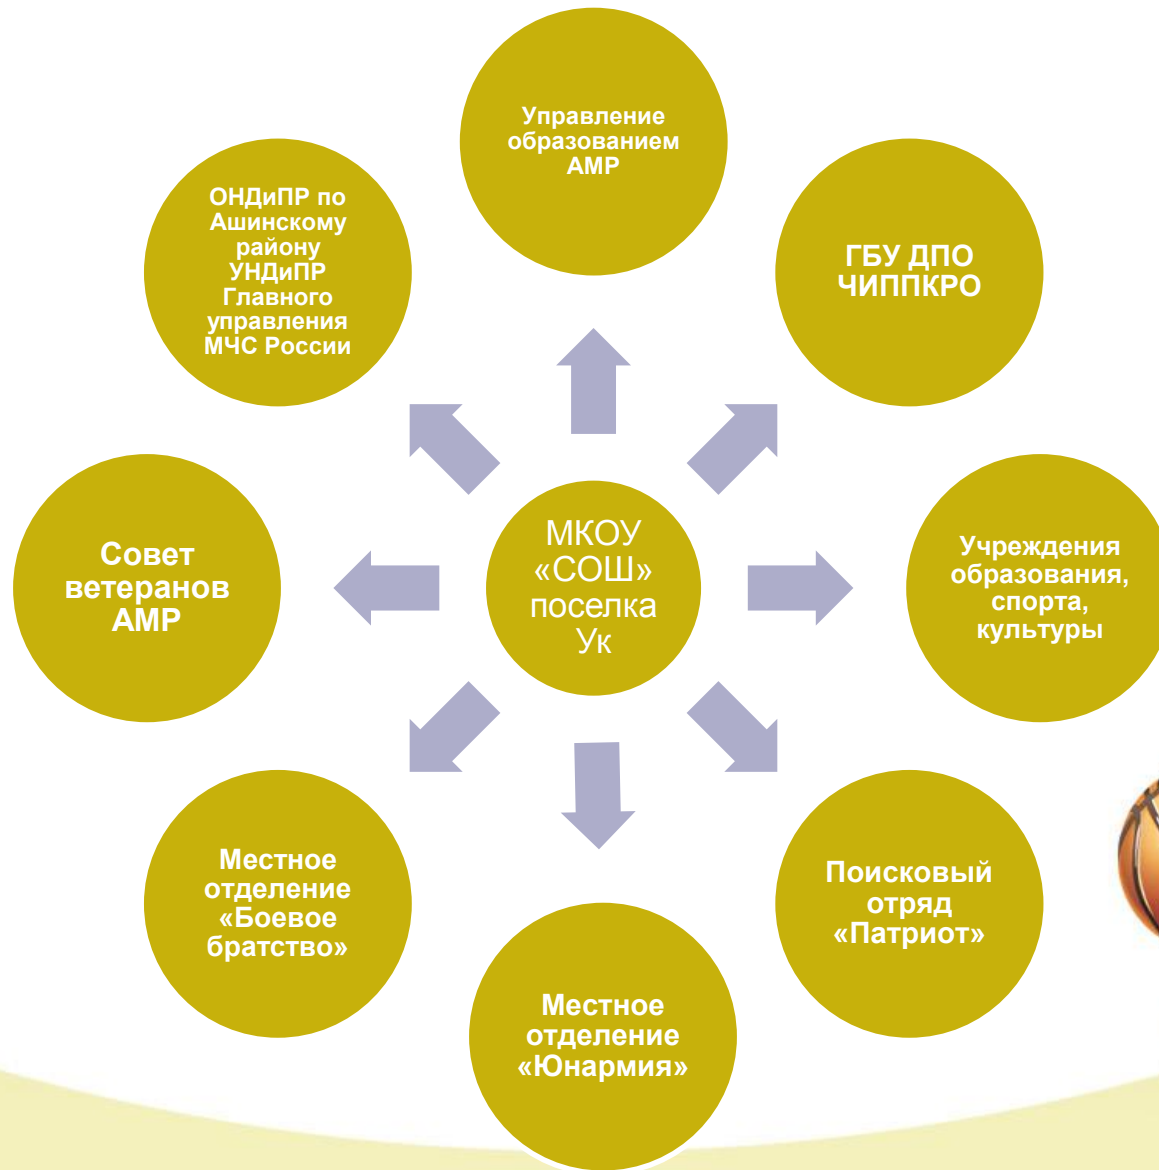 Управление
образованием
АМР
ОНДиПР по
Ашинскому
району
УНДиПР
Главного
управления
МЧС России
ГБУ ДПО
ЧИППКРО
Совет
ветеранов
АМР
МКОУ
«СОШ»
поселка
Ук
Учреждения
образования,
спорта,
культуры
Местное
отделение
«Боевое
братство»
Поисковый
отряд
«Патриот»
Местное
отделение
«Юнармия»